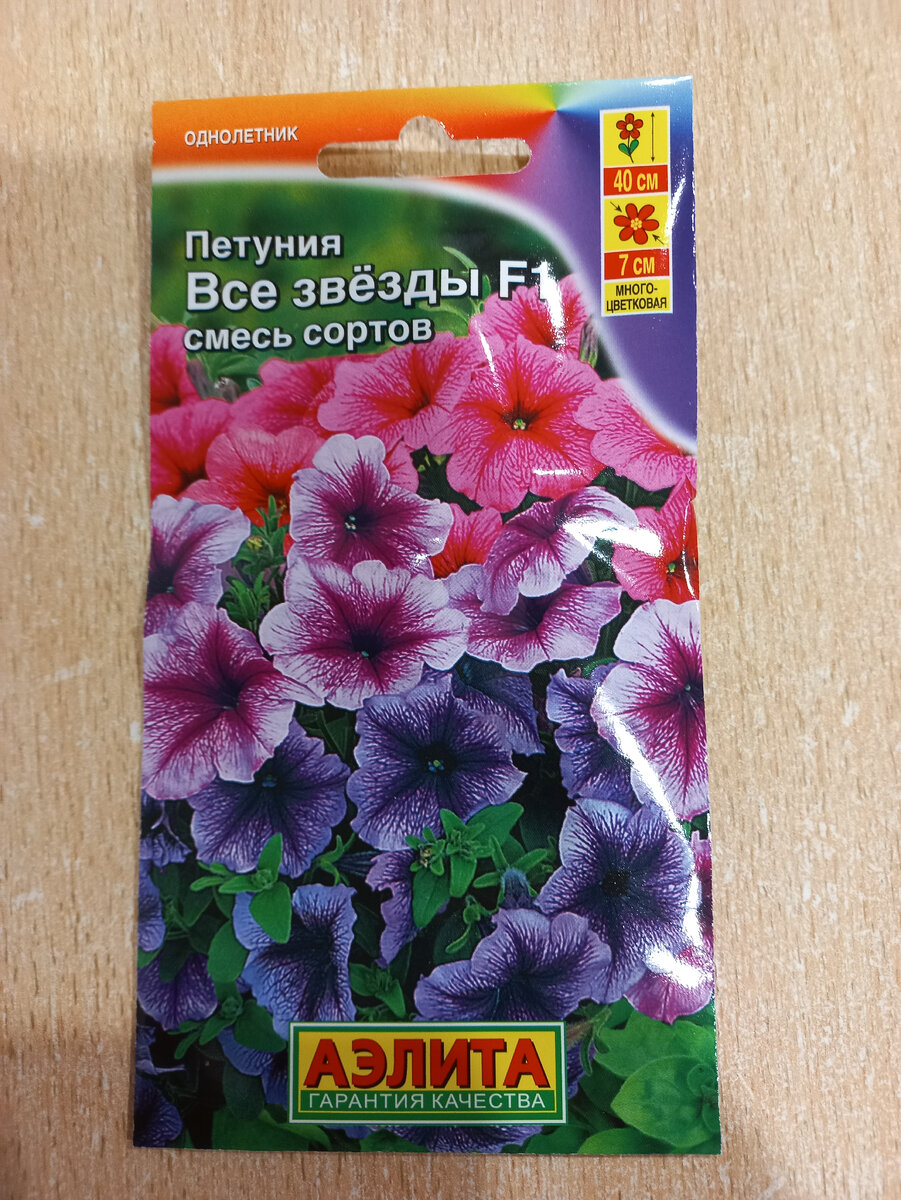 ОДНОЛЕТНИК
40 СМ
7 СМ
МНОГО-
ЦВЕТКОВАЯ
Петуния
Все звёзды F1
смесь сортов
АЭЛИТА
ГАРАНТИЯ КАЧЕСТВА